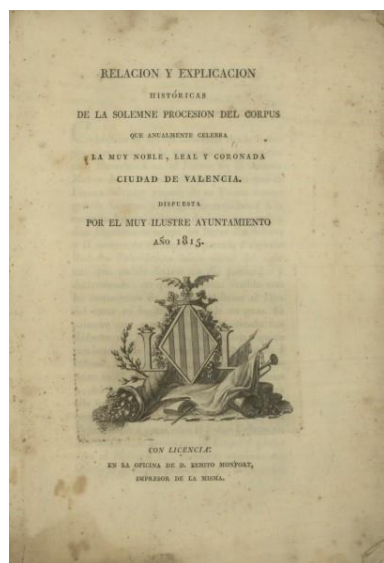 RELACION Y EXPLICACION
HISTÓRICAS
DE LA SOLEMNE PROCESION DEL CORPUS
QUE ANUALMENTE CELEBRA
LA MUY NOBLE, LEAL Y CORONADA
CIUDAD DE VALENCIA.
DISPUESTA
POR EL MUY ILUSTRE AYUNTAMIENTO
AÑO 1815.
L L
CON LICENCIA:
EN LA OFICINA DE D. BENITO MONFORT,
IMPRESOR DE LA MISMA.